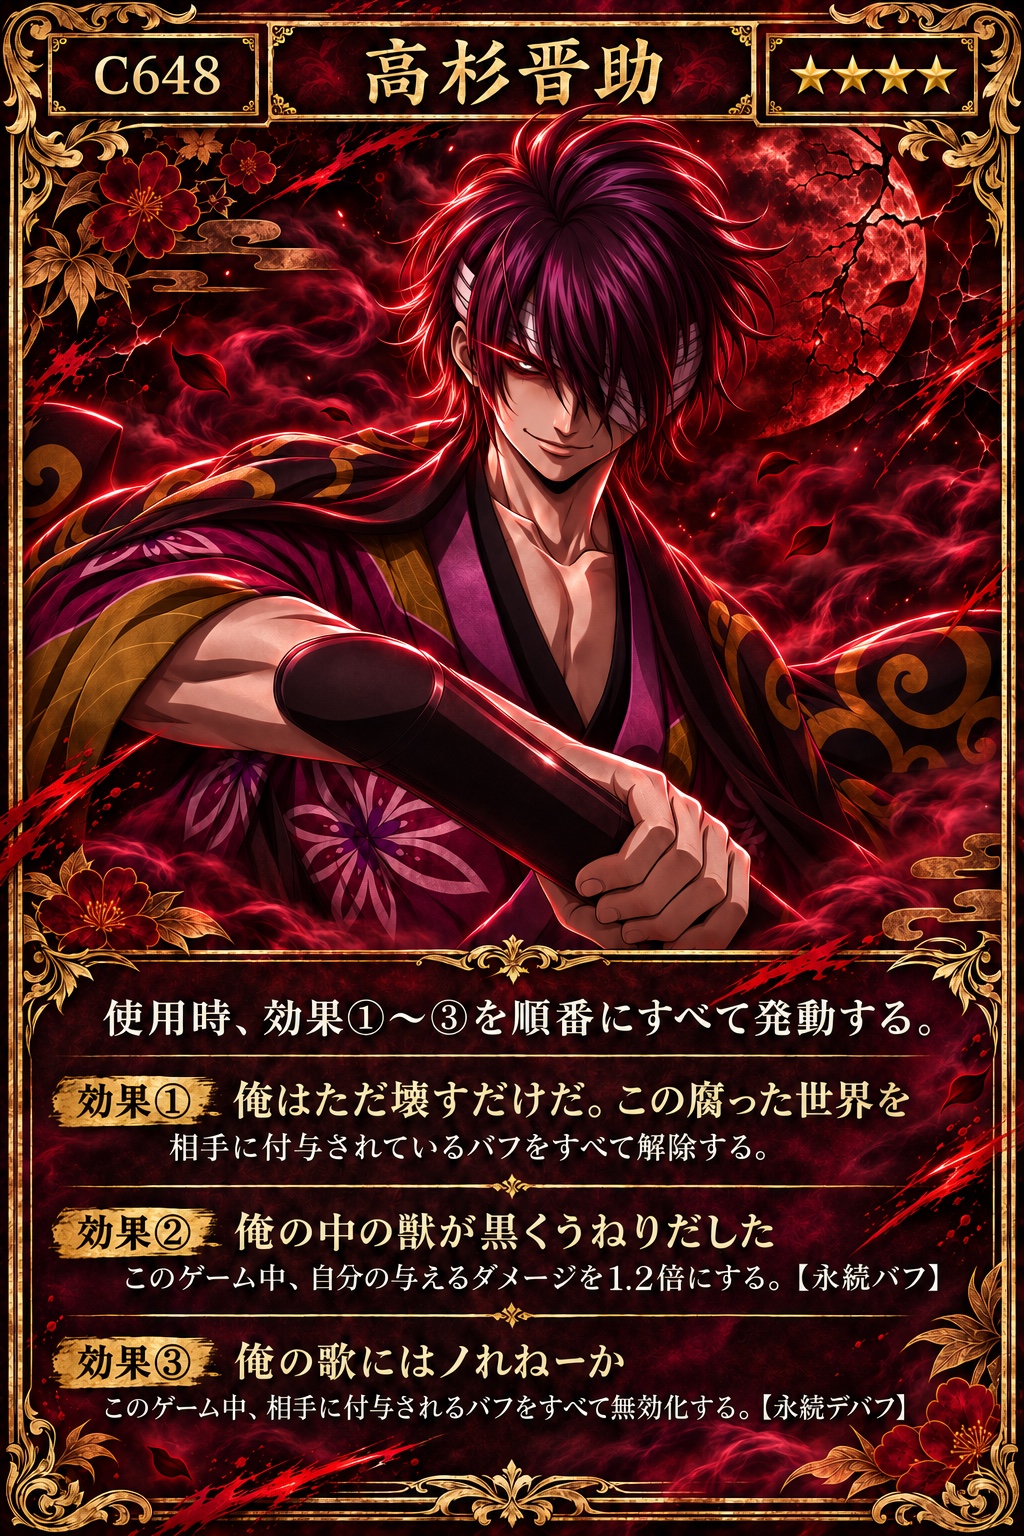 C648
高杉晋助
★★★★
使用時、効果①～③を順番にすべて発動する。
効果① 俺はただ壊すだけだ。この腐った世界を
相手に付与されているバフをすべて解除する。
効果② 俺の中の獣が黒くうねりだした
このゲーム中、自分の与えるダメージを1.2倍にする。【永続バフ】
効果③ 俺の歌にはノれねーか
このゲーム中、相手に付与されるバフをすべて無効化する。【永続デバフ】